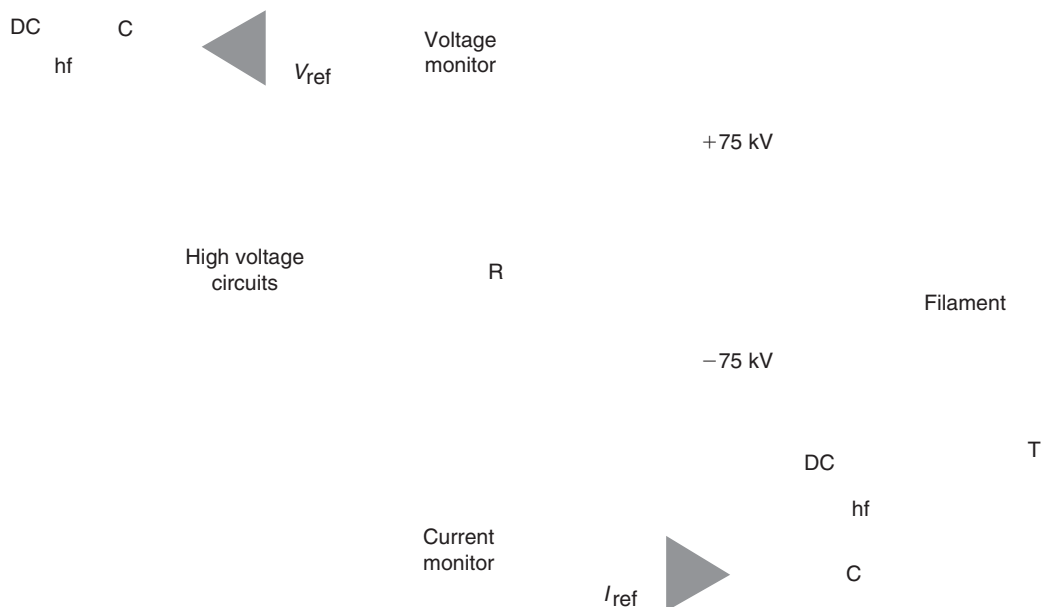 DC
C
hf
Vref
Voltage
monitor
+75 kV
High voltage
circuits
R
Filament
−75 kV
DC
T
hf
Current
monitor
Iref
C